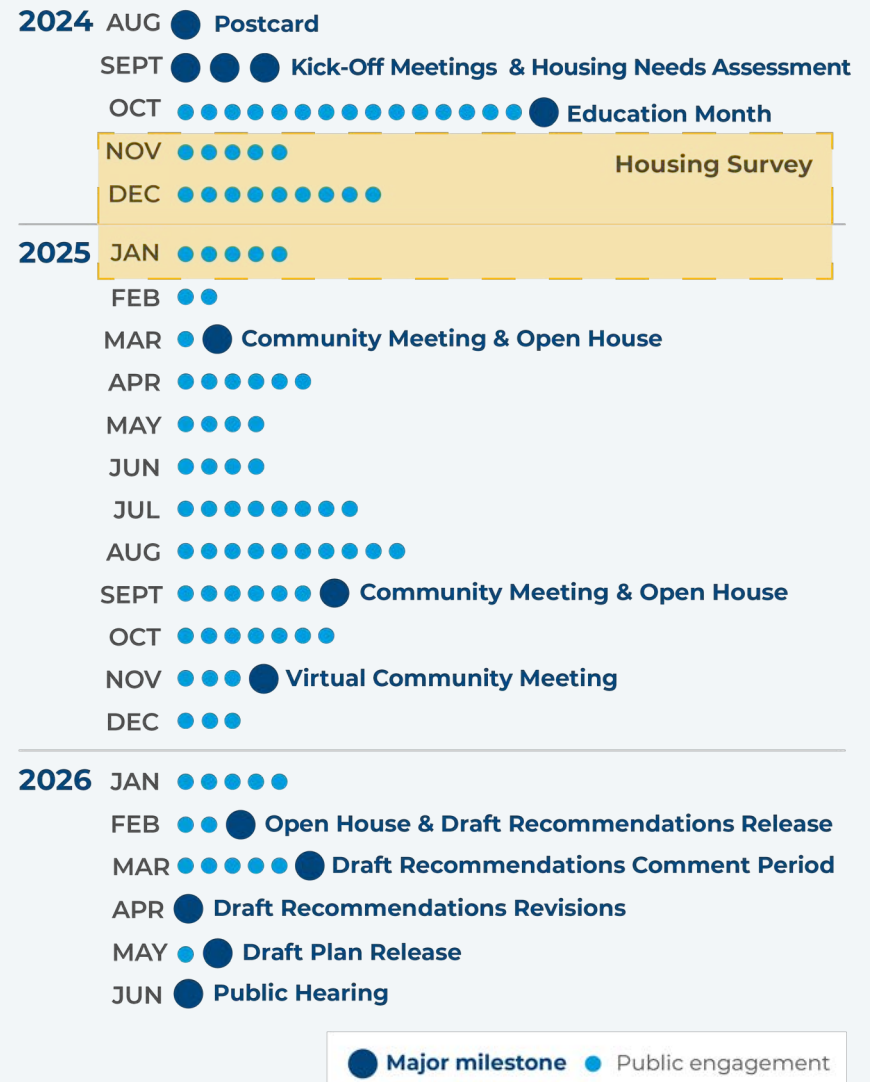 2024 AUG Postcard
SEPT Kick-Off Meetings & Housing Needs Assessment
OCT Education Month
NOV Housing Survey
DEC
2025 JAN
FEB
MAR Community Meeting & Open House
APR
MAY
JUN
JUL
AUG
SEPT Community Meeting & Open House
OCT
NOV Virtual Community Meeting
DEC
2026 JAN
FEB Open House & Draft Recommendations Release
MAR Draft Recommendations Comment Period
APR Draft Recommendations Revisions
MAY Draft Plan Release
JUN Public Hearing
Major milestone Public engagement